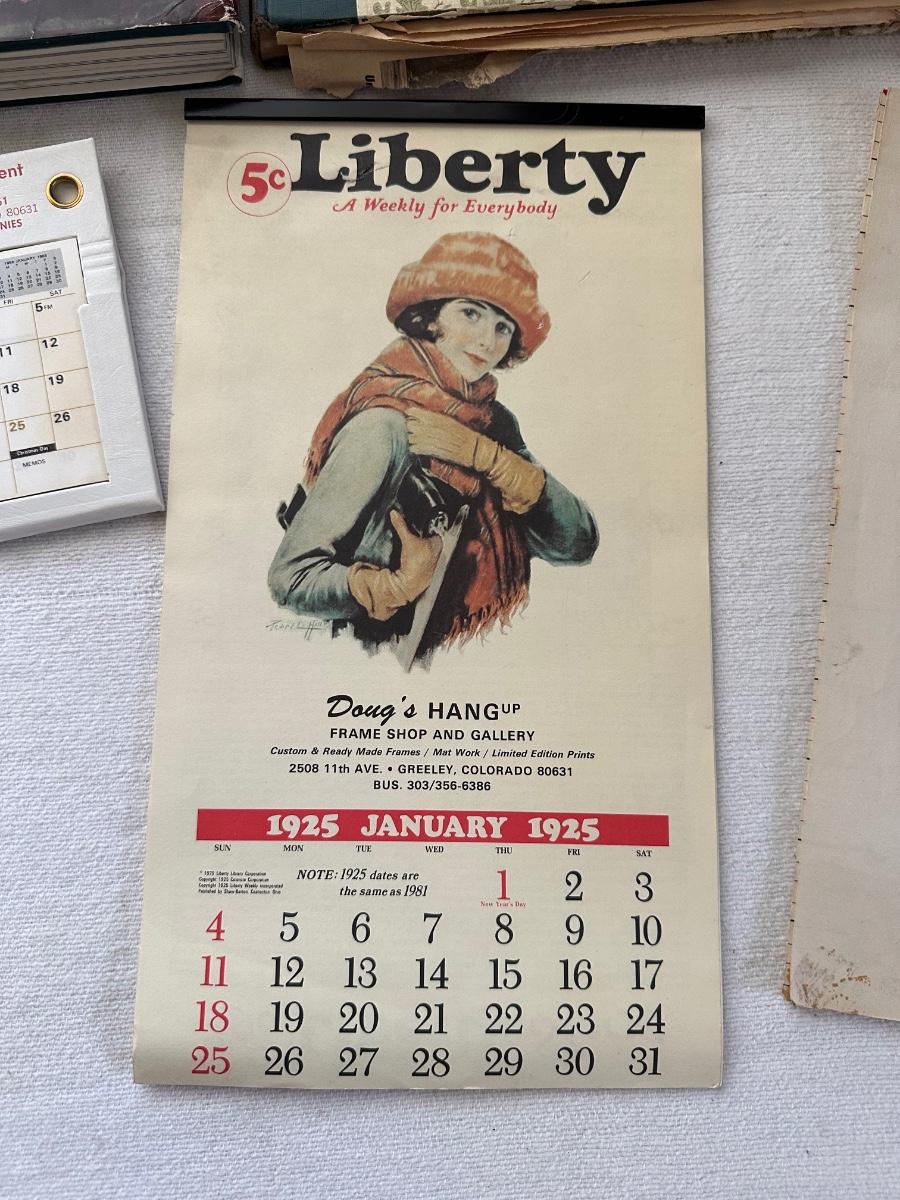 5¢ Liberty
A Weekly for Everybody
Doug's HANGUP
FRAME SHOP AND GALLERY
Custom & Ready Made Frames / Mat Work / Limited Edition Prints
2508 11th AVE. • GREELEY, COLORADO 80631
BUS. 303/356-6386
1925 JANUARY 1925
SUN MON TUE WED THU FRI SAT
NOTE: 1925 dates are
the same as 1981
1 2 3
New Year's Day
4 5 6 7 8 9 10
11 12 13 14 15 16 17
18 19 20 21 22 23 24
25 26 27 28 29 30 31
80631
FRI SAT
5
11 12
18 19
25 26
Christmas Day
MEMOS